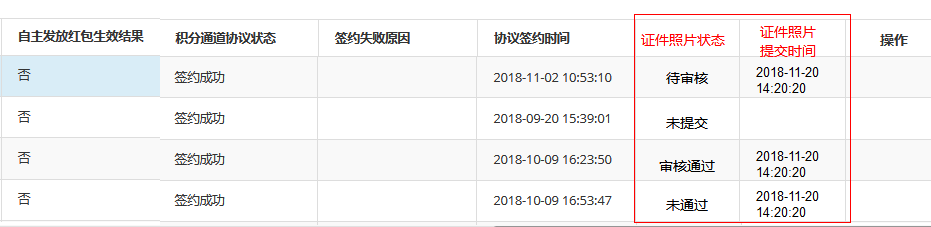 自主发放红包生效结果 积分通道协议状态 签约失败原因 协议签约时间 证件照片状态 证件照片
提交时间 操作
否 签约成功 2018-11-02 10:53:10 待审核 2018-11-20
14:20:20
否 签约成功 2018-09-20 15:39:01 未提交
否 签约成功 2018-10-09 16:23:50 审核通过 2018-11-20
14:20:20
否 签约成功 2018-10-09 16:53:47 未通过 2018-11-20
14:20:20